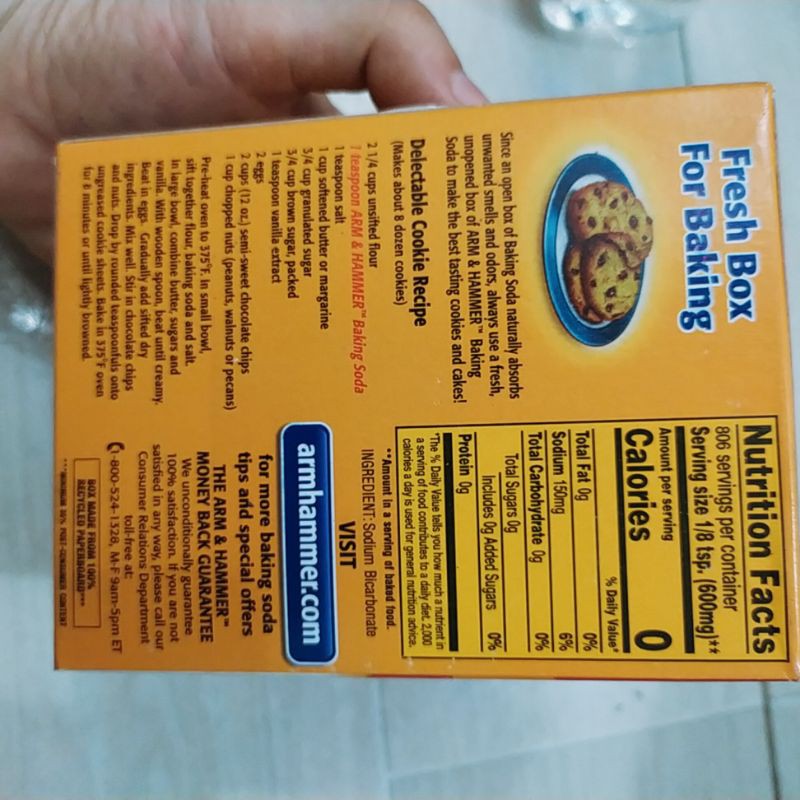 Fresh Box
For Baking
Since an open box of Baking Soda naturally absorbs
unwanted smells and odors, always use a fresh,
unopened box of ARM & HAMMER™ Baking
Soda to make the best tasting cookies and cakes!
Delectable Cookie Recipe
(Makes about 8 dozen cookies)
2 1/4 cups unsifted flour
1 teaspoon ARM & HAMMER™ Baking Soda
1 teaspoon salt
1 cup softened butter or margarine
3/4 cup granulated sugar
3/4 cup brown sugar, packed
1 teaspoon vanilla extract
2 eggs
2 cups (12 oz.) semi-sweet chocolate chips
1 cup chopped nuts (peanuts, walnuts or pecans)
Pre-heat oven to 375°F. In small bowl,
sift together flour, baking soda and salt.
In large bowl, combine butter, sugars and
vanilla. With wooden spoon, beat until creamy.
Beat in eggs. Gradually add sifted dry
ingredients. Mix well. Stir in chocolate chips
and nuts. Drop by rounded teaspoonfuls onto
ungreased cookie sheets. Bake in 375°F oven
for 8 minutes or until lightly browned.
Nutrition Facts
806 servings per container
Serving size 1/8 tsp. (600mg)**
Amount per serving
Calories 0
% Daily Value*
Total Fat 0g 0%
Sodium 150mg 6%
Total Carbohydrate 0g 0%
Total Sugars 0g
Includes 0g Added Sugars 0%
Protein 0g
*The % Daily Value tells you how much a nutrient in
a serving of food contributes to a daily diet. 2,000
calories a day is used for general nutrition advice.
**Amount in a serving of baked food.
INGREDIENT: Sodium Bicarbonate
VISIT
armhammer.com
for more baking soda
tips and special offers
THE ARM & HAMMER™
MONEY BACK GUARANTEE
We unconditionally guarantee
100% satisfaction. If you are not
satisfied in any way, please call our
Consumer Relations Department
toll-free at:
1-800-524-1328, M-F 9am-5pm ET
BOX MADE FROM 100%
RECYCLED PAPERBOARD***
***MINIMUM 35% POST-CONSUMER CONTENT